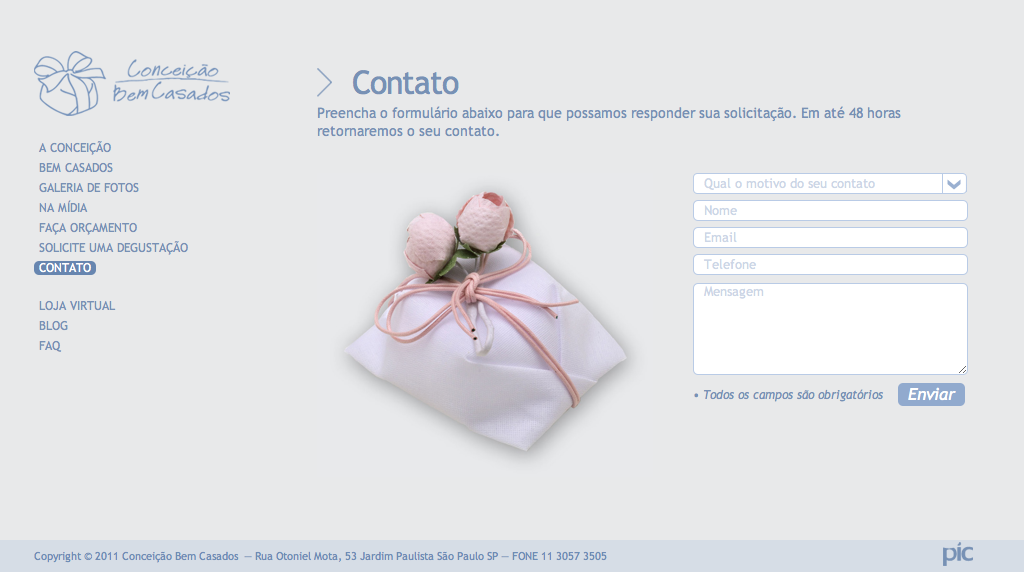 Conceição
Bem Casados
A CONCEIÇÃO
BEM CASADOS
GALERIA DE FOTOS
NA MÍDIA
FAÇA ORÇAMENTO
SOLICITE UMA DEGUSTAÇÃO
CONTATO
LOJA VIRTUAL
BLOG
FAQ
Contato
Preencha o formulário abaixo para que possamos responder sua solicitação. Em até 48 horas
retornaremos o seu contato.
Qual o motivo do seu contato
Nome
Email
Telefone
Mensagem
• Todos os campos são obrigatórios
Enviar
Copyright © 2011 Conceição Bem Casados — Rua Otoniel Mota, 53 Jardim Paulista São Paulo SP — FONE 11 3057 3505
pic